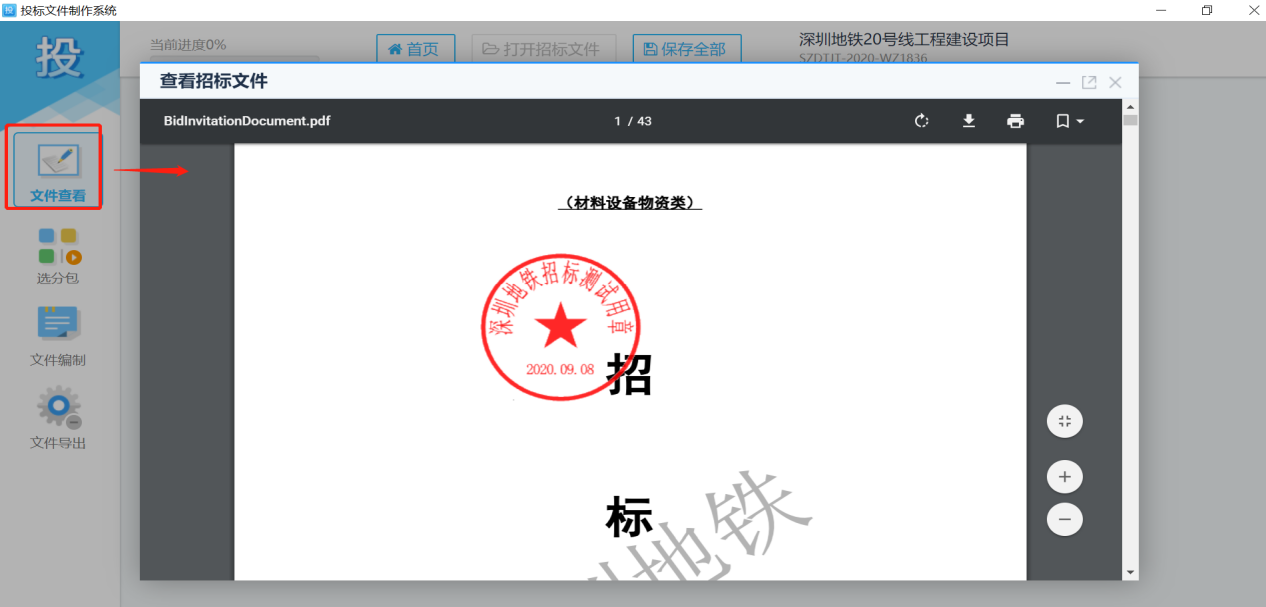 投标文件制作系统
投
当前进度0%
首页
打开招标文件
保存全部
深圳地铁20号线工程建设项目
SZDTJT-2020-WZ1836
查看招标文件
BidInvitationDocument.pdf
1 / 43
文件查看
选分包
文件编制
文件导出
（材料设备物资类）
深圳地铁招标测试用章
2020.09.08
招
标
地铁